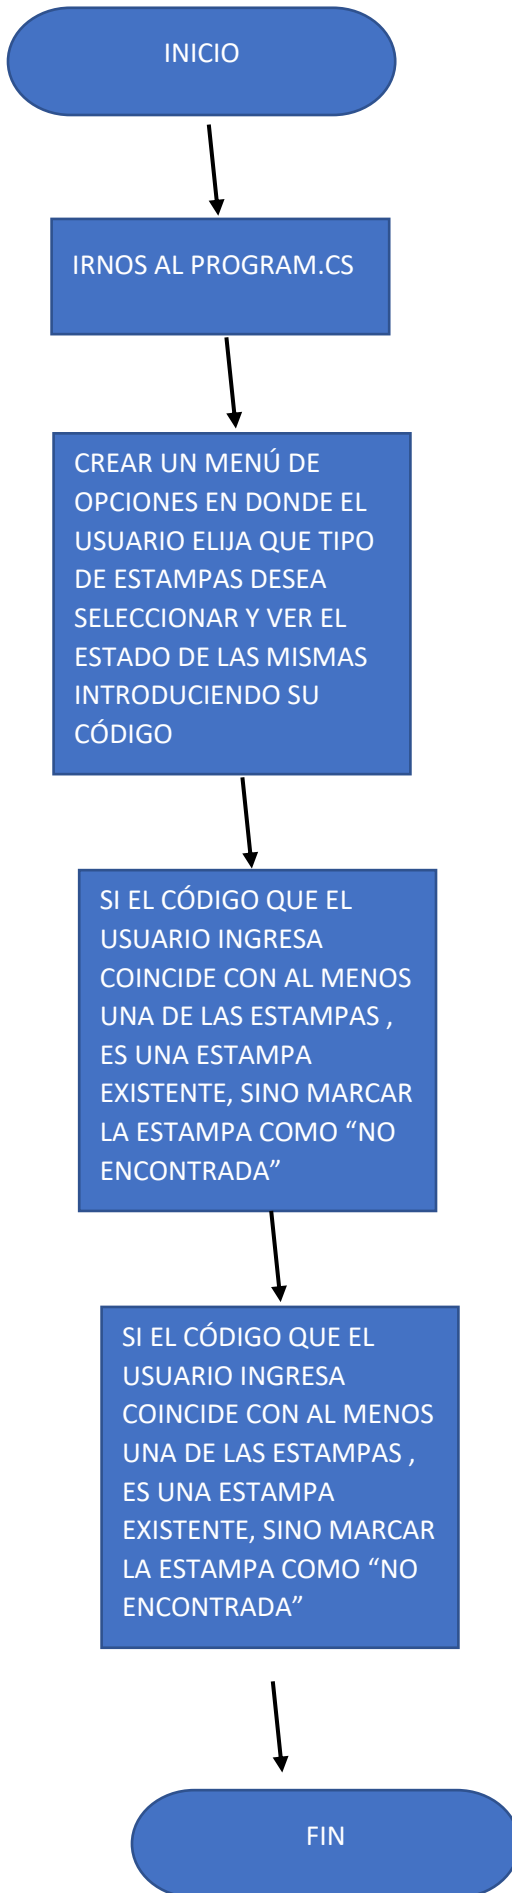 INICIO
IRNOS AL PROGRAM.CS
CREAR UN MENÚ DE
OPCIONES EN DONDE EL
USUARIO ELIJA QUE TIPO
DE ESTAMPAS DESEA
SELECCIONAR Y VER EL
ESTADO DE LAS MISMAS
INTRODUCIENDO SU
CÓDIGO
SI EL CÓDIGO QUE EL
USUARIO INGRESA
COINCIDE CON AL MENOS
UNA DE LAS ESTAMPAS ,
ES UNA ESTAMPA
EXISTENTE, SINO MARCAR
LA ESTAMPA COMO “NO
ENCONTRADA”
SI EL CÓDIGO QUE EL
USUARIO INGRESA
COINCIDE CON AL MENOS
UNA DE LAS ESTAMPAS ,
ES UNA ESTAMPA
EXISTENTE, SINO MARCAR
LA ESTAMPA COMO “NO
ENCONTRADA”
FIN